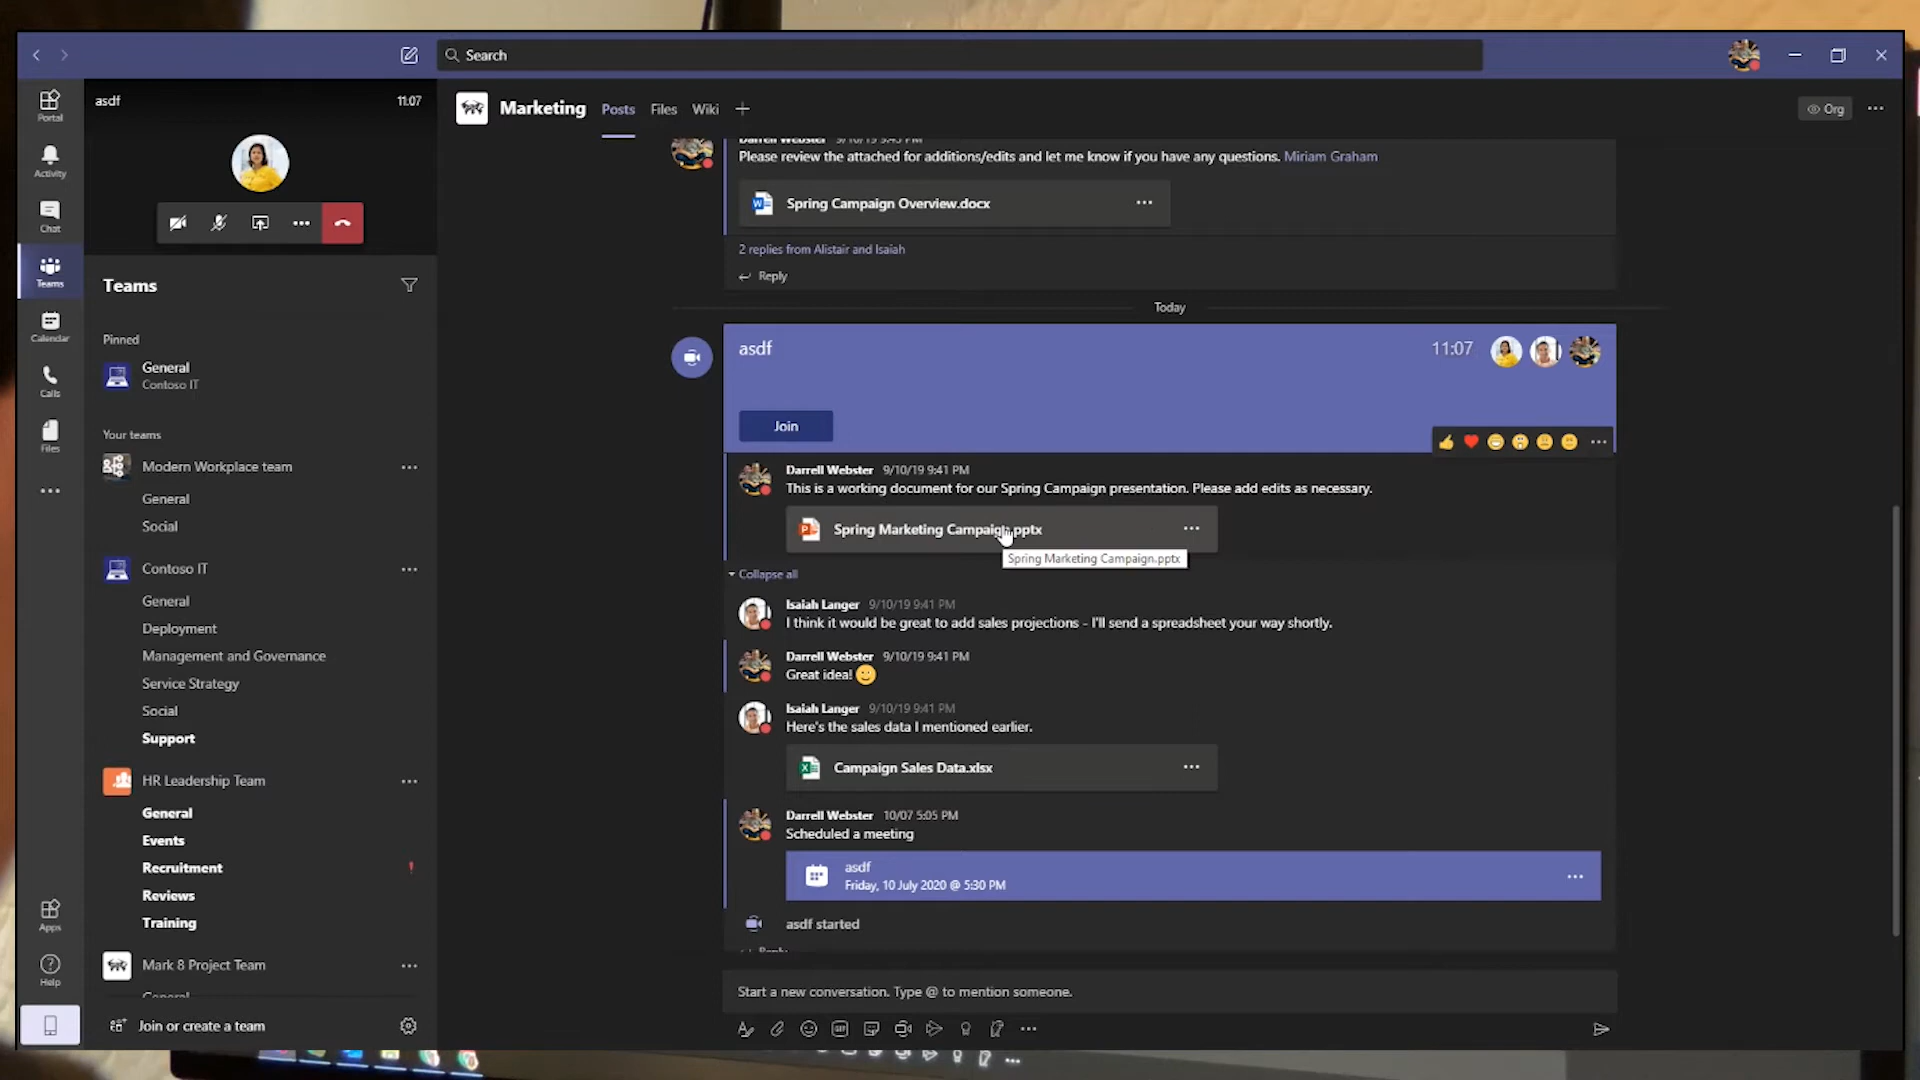 Search
Portal
Activity
Chat
Teams
Calendar
Calls
Files
Apps
Help
asdf
11:07
Teams
Pinned
General
Contoso IT
Your teams
Modern Workplace team
General
Social
Contoso IT
General
Deployment
Management and Governance
Service Strategy
Social
Support
HR Leadership Team
General
Events
Recruitment !
Reviews
Training
Mark 8 Project Team
General
Join or create a team
Marketing Posts Files Wiki
Org
Darrell Webster 9/10/19 9:43 PM
Please review the attached for additions/edits and let me know if you have any questions. Miriam Graham
Spring Campaign Overview.docx
2 replies from Alistair and Isaiah
Reply
Today
asdf
11:07
Join
Darrell Webster 9/10/19 9:41 PM
This is a working document for our Spring Campaign presentation. Please add edits as necessary.
Spring Marketing Campaign.pptx
Spring Marketing Campaign.pptx
Collapse all
Isaiah Langer 9/10/19 9:41 PM
I think it would be great to add sales projections - I'll send a spreadsheet your way shortly.
Darrell Webster 9/10/19 9:41 PM
Great idea!
Isaiah Langer 9/10/19 9:41 PM
Here's the sales data I mentioned earlier.
Campaign Sales Data.xlsx
Darrell Webster 10/07 5:05 PM
Scheduled a meeting
asdf
Friday, 10 July 2020 @ 5:30 PM
asdf started
Reply
Start a new conversation. Type @ to mention someone.